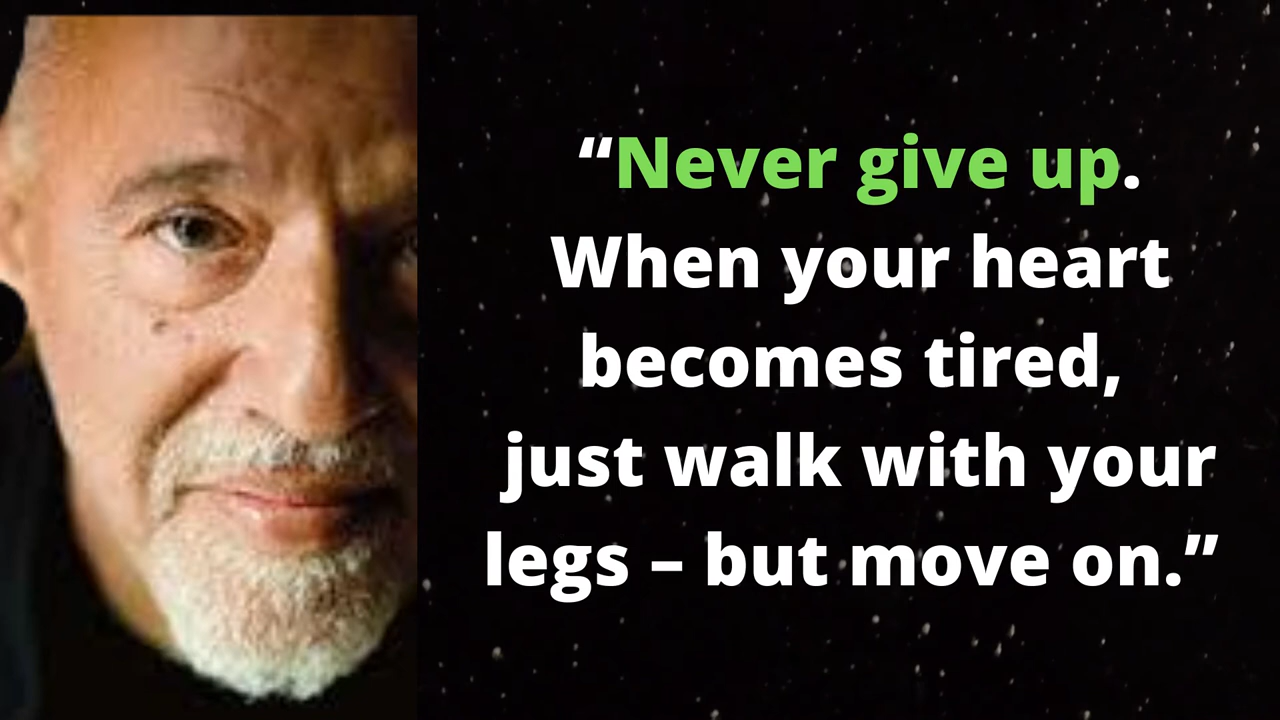 “Never give up.
When your heart
becomes tired,
just walk with your
legs – but move on.”